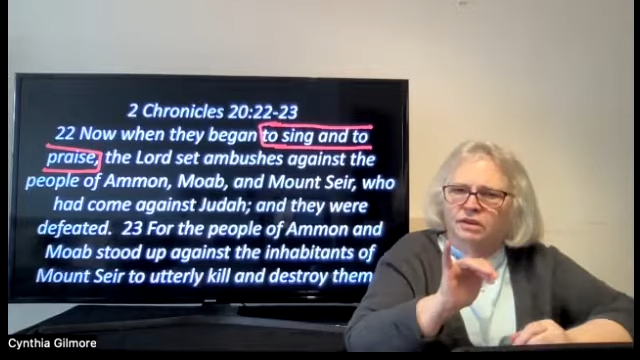 2 Chronicles 20:22-23
22 Now when they began to sing and to
praise, the Lord set ambushes against the
people of Ammon, Moab, and Mount Seir, who
had come against Judah; and they were
defeated. 23 For the people of Ammon and
Moab stood up against the inhabitants of
Mount Seir to utterly kill and destroy them
Cynthia Gilmore